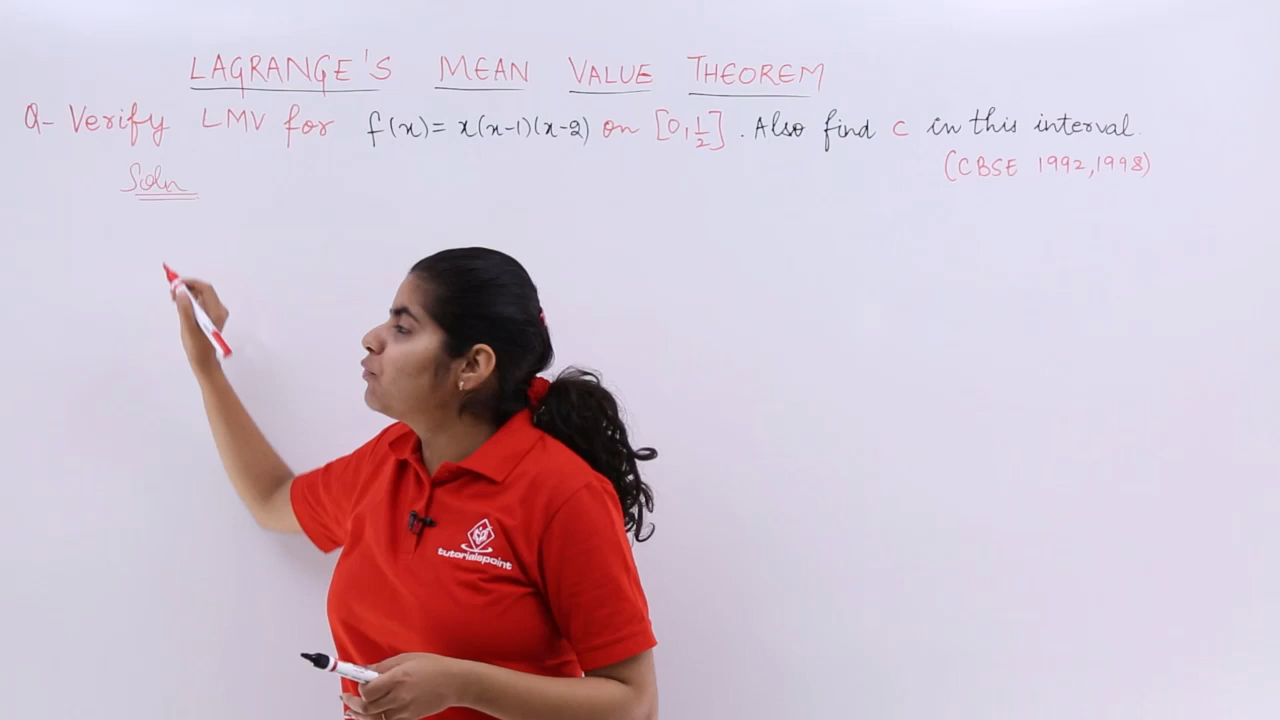 LAGRANGE'S MEAN VALUE THEOREM
Q- Verify LMV for f(x)= x(x-1)(x-2) on [0,1/2]. Also find c in this interval.
(CBSE 1992,1998)
Soln
tutorialspoint